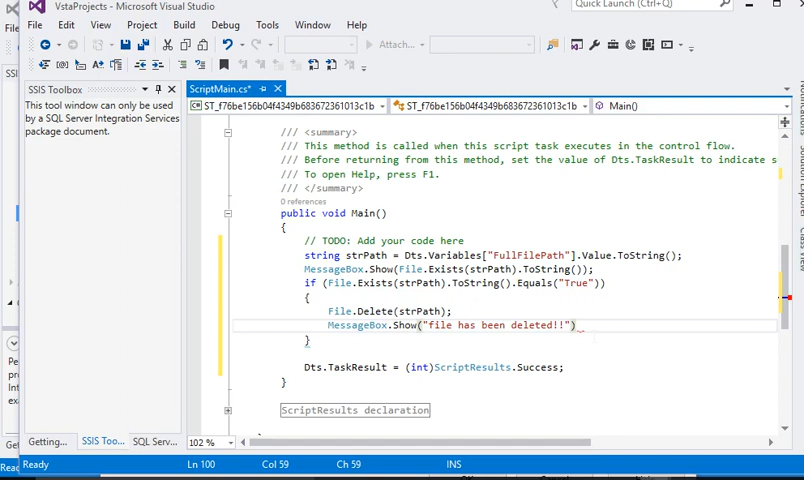 VstaProjects - Visual Studio
Quick Launch (Ctrl+Q)
File Edit View Project Build Debug Tools Window Help
Attach...
SSIS Toolbox
This tool window can only be used
by a SQL Server Integration Services
package document.
ScriptMain.cs*
ST_f76be156b04f4349b683672361013c1b
ST_f76be156b04f4349b683672361013c1b
Main()
/// <summary>
/// This method is called when this script task executes in the control flow.
/// Before returning from this method, set the value of Dts.TaskResult to indicate s
/// To open Help, press F1.
/// </summary>
0 references
public void Main()
{
// TODO: Add your code here
string strPath = Dts.Variables["FullFilePath"].Value.ToString();
MessageBox.Show(File.Exists(strPath).ToString());
if (File.Exists(strPath).ToString().Equals("True"))
{
File.Delete(strPath);
MessageBox.Show("file has been deleted!!")
}
Dts.TaskResult = (int)ScriptResults.Success;
}
ScriptResults declaration
Notifications
Solution Explorer
Class View
Getting... SSIS Too... SQL Serv...
102 %
Ready
Ln 100
Col 59
Ch 59
INS